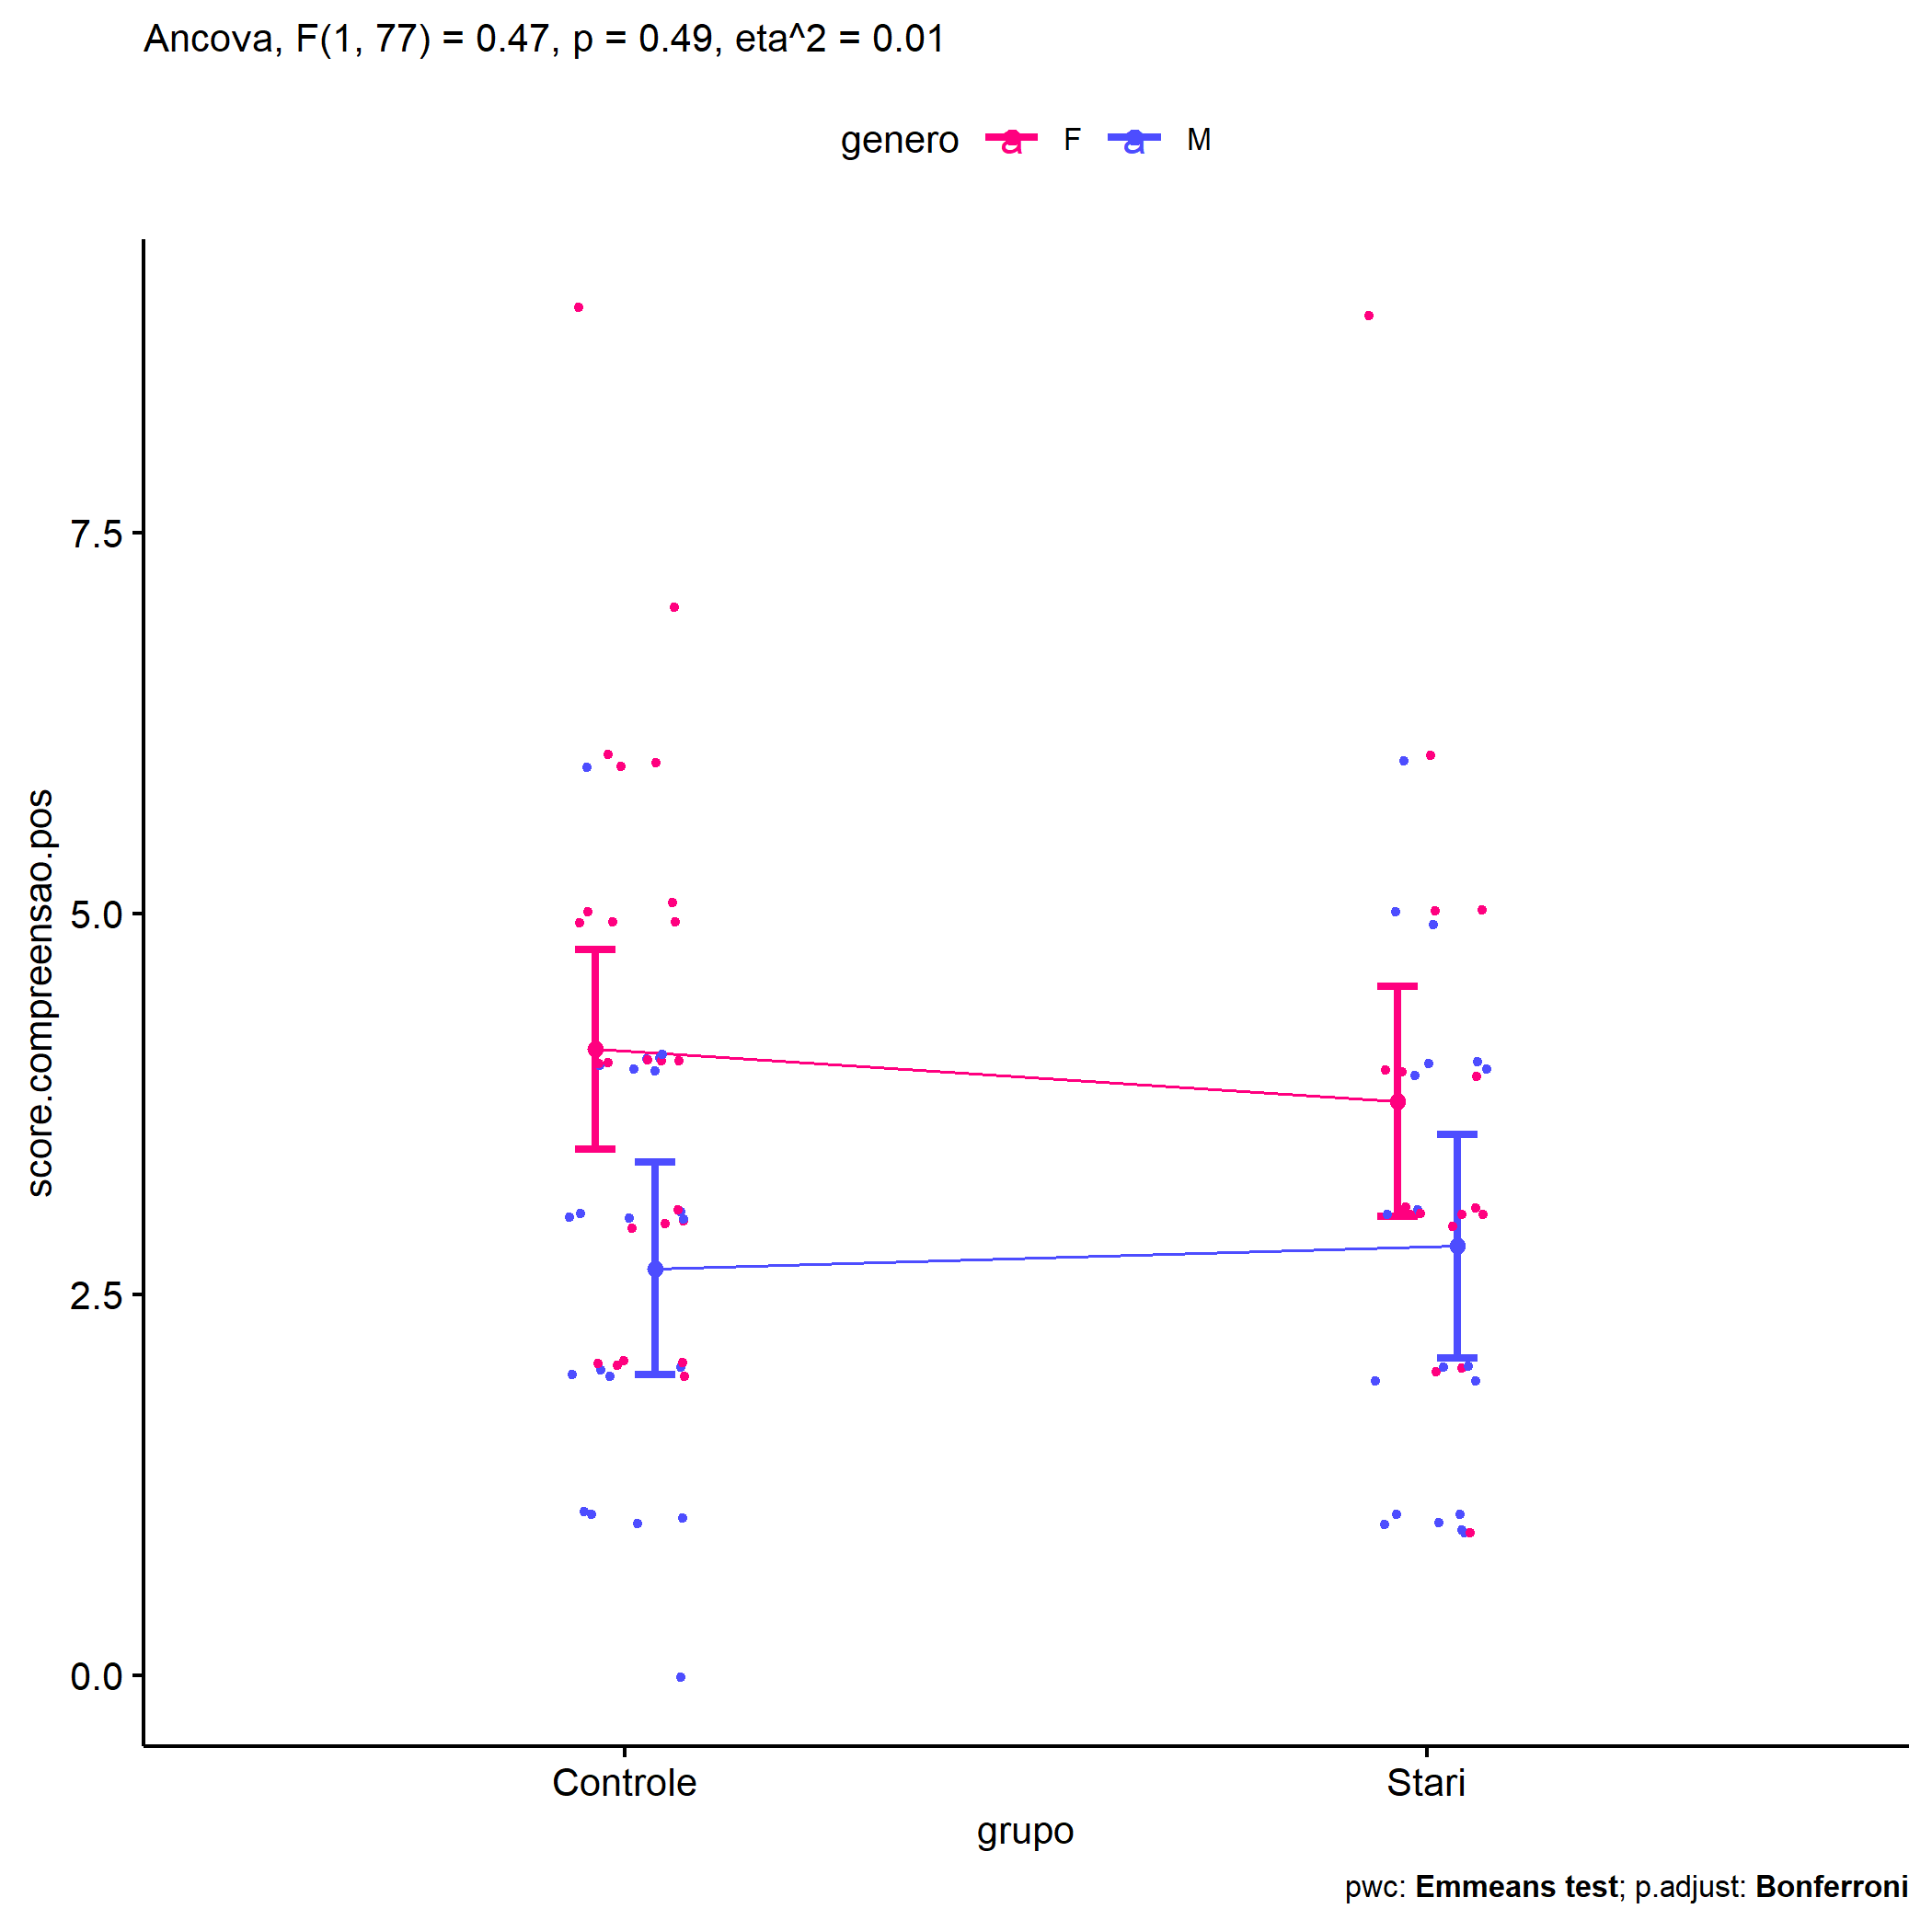 Ancova, F(1, 77) = 0.47, p = 0.49, eta^2 = 0.01
genero a F a M
score.compreensao.pos
7.5
5.0
2.5
0.0
Controle Stari
grupo
pwc: Emmeans test; p.adjust: Bonferroni